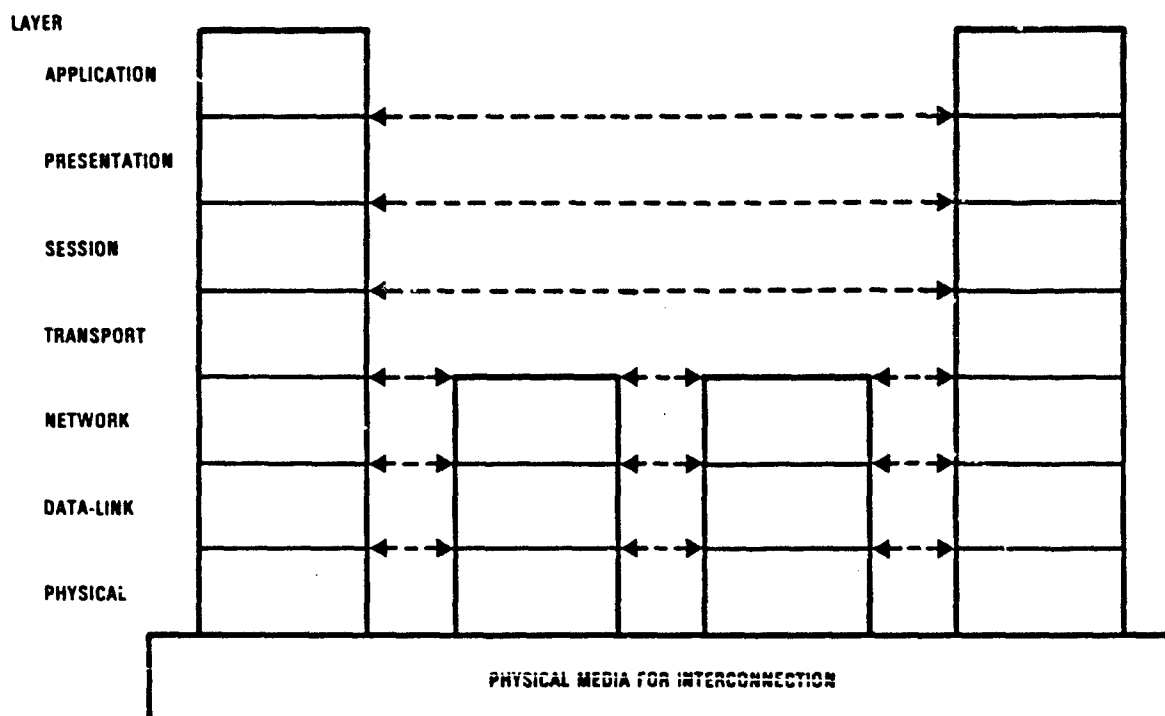 LAYER
APPLICATION
PRESENTATION
SESSION
TRANSPORT
NETWORK
DATA-LINK
PHYSICAL
PHYSICAL MEDIA FOR INTERCONNECTION